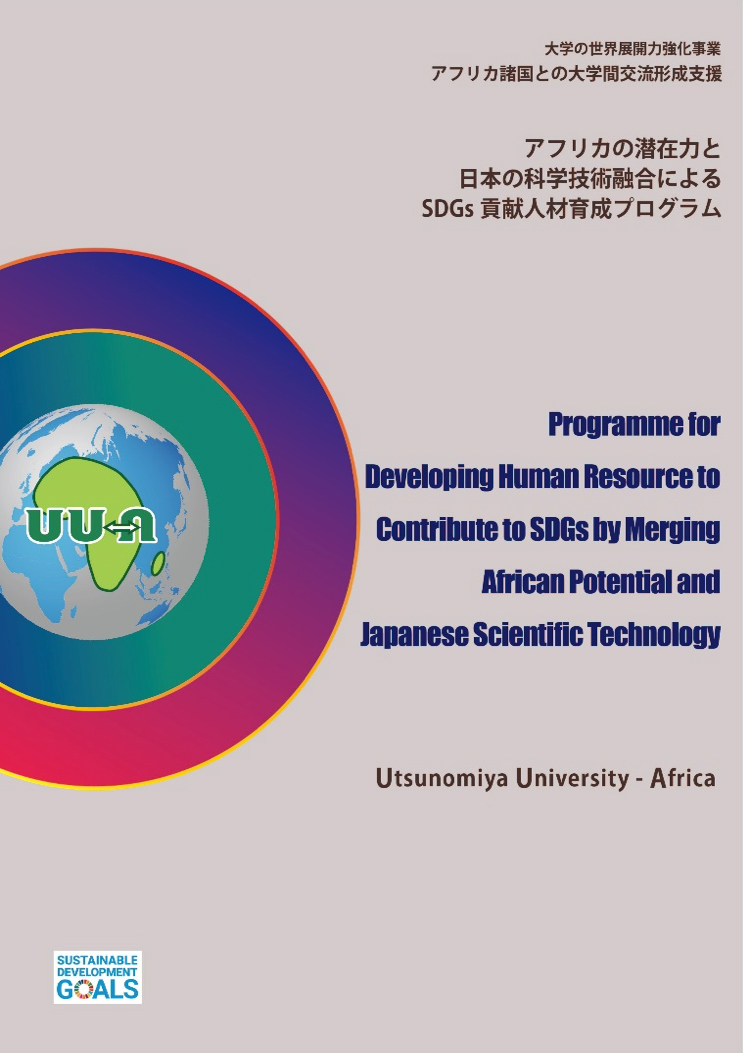 大学の世界展開力強化事業
アフリカ諸国との大学間交流形成支援
アフリカの潜在力と
日本の科学技術融合による
SDGs 貢献人材育成プログラム
Programme for
Developing Human Resource to
Contribute to SDGs by Merging
African Potential and
Japanese Scientific Technology
UUA
Utsunomiya University - Africa
SUSTAINABLE
DEVELOPMENT
GOALS